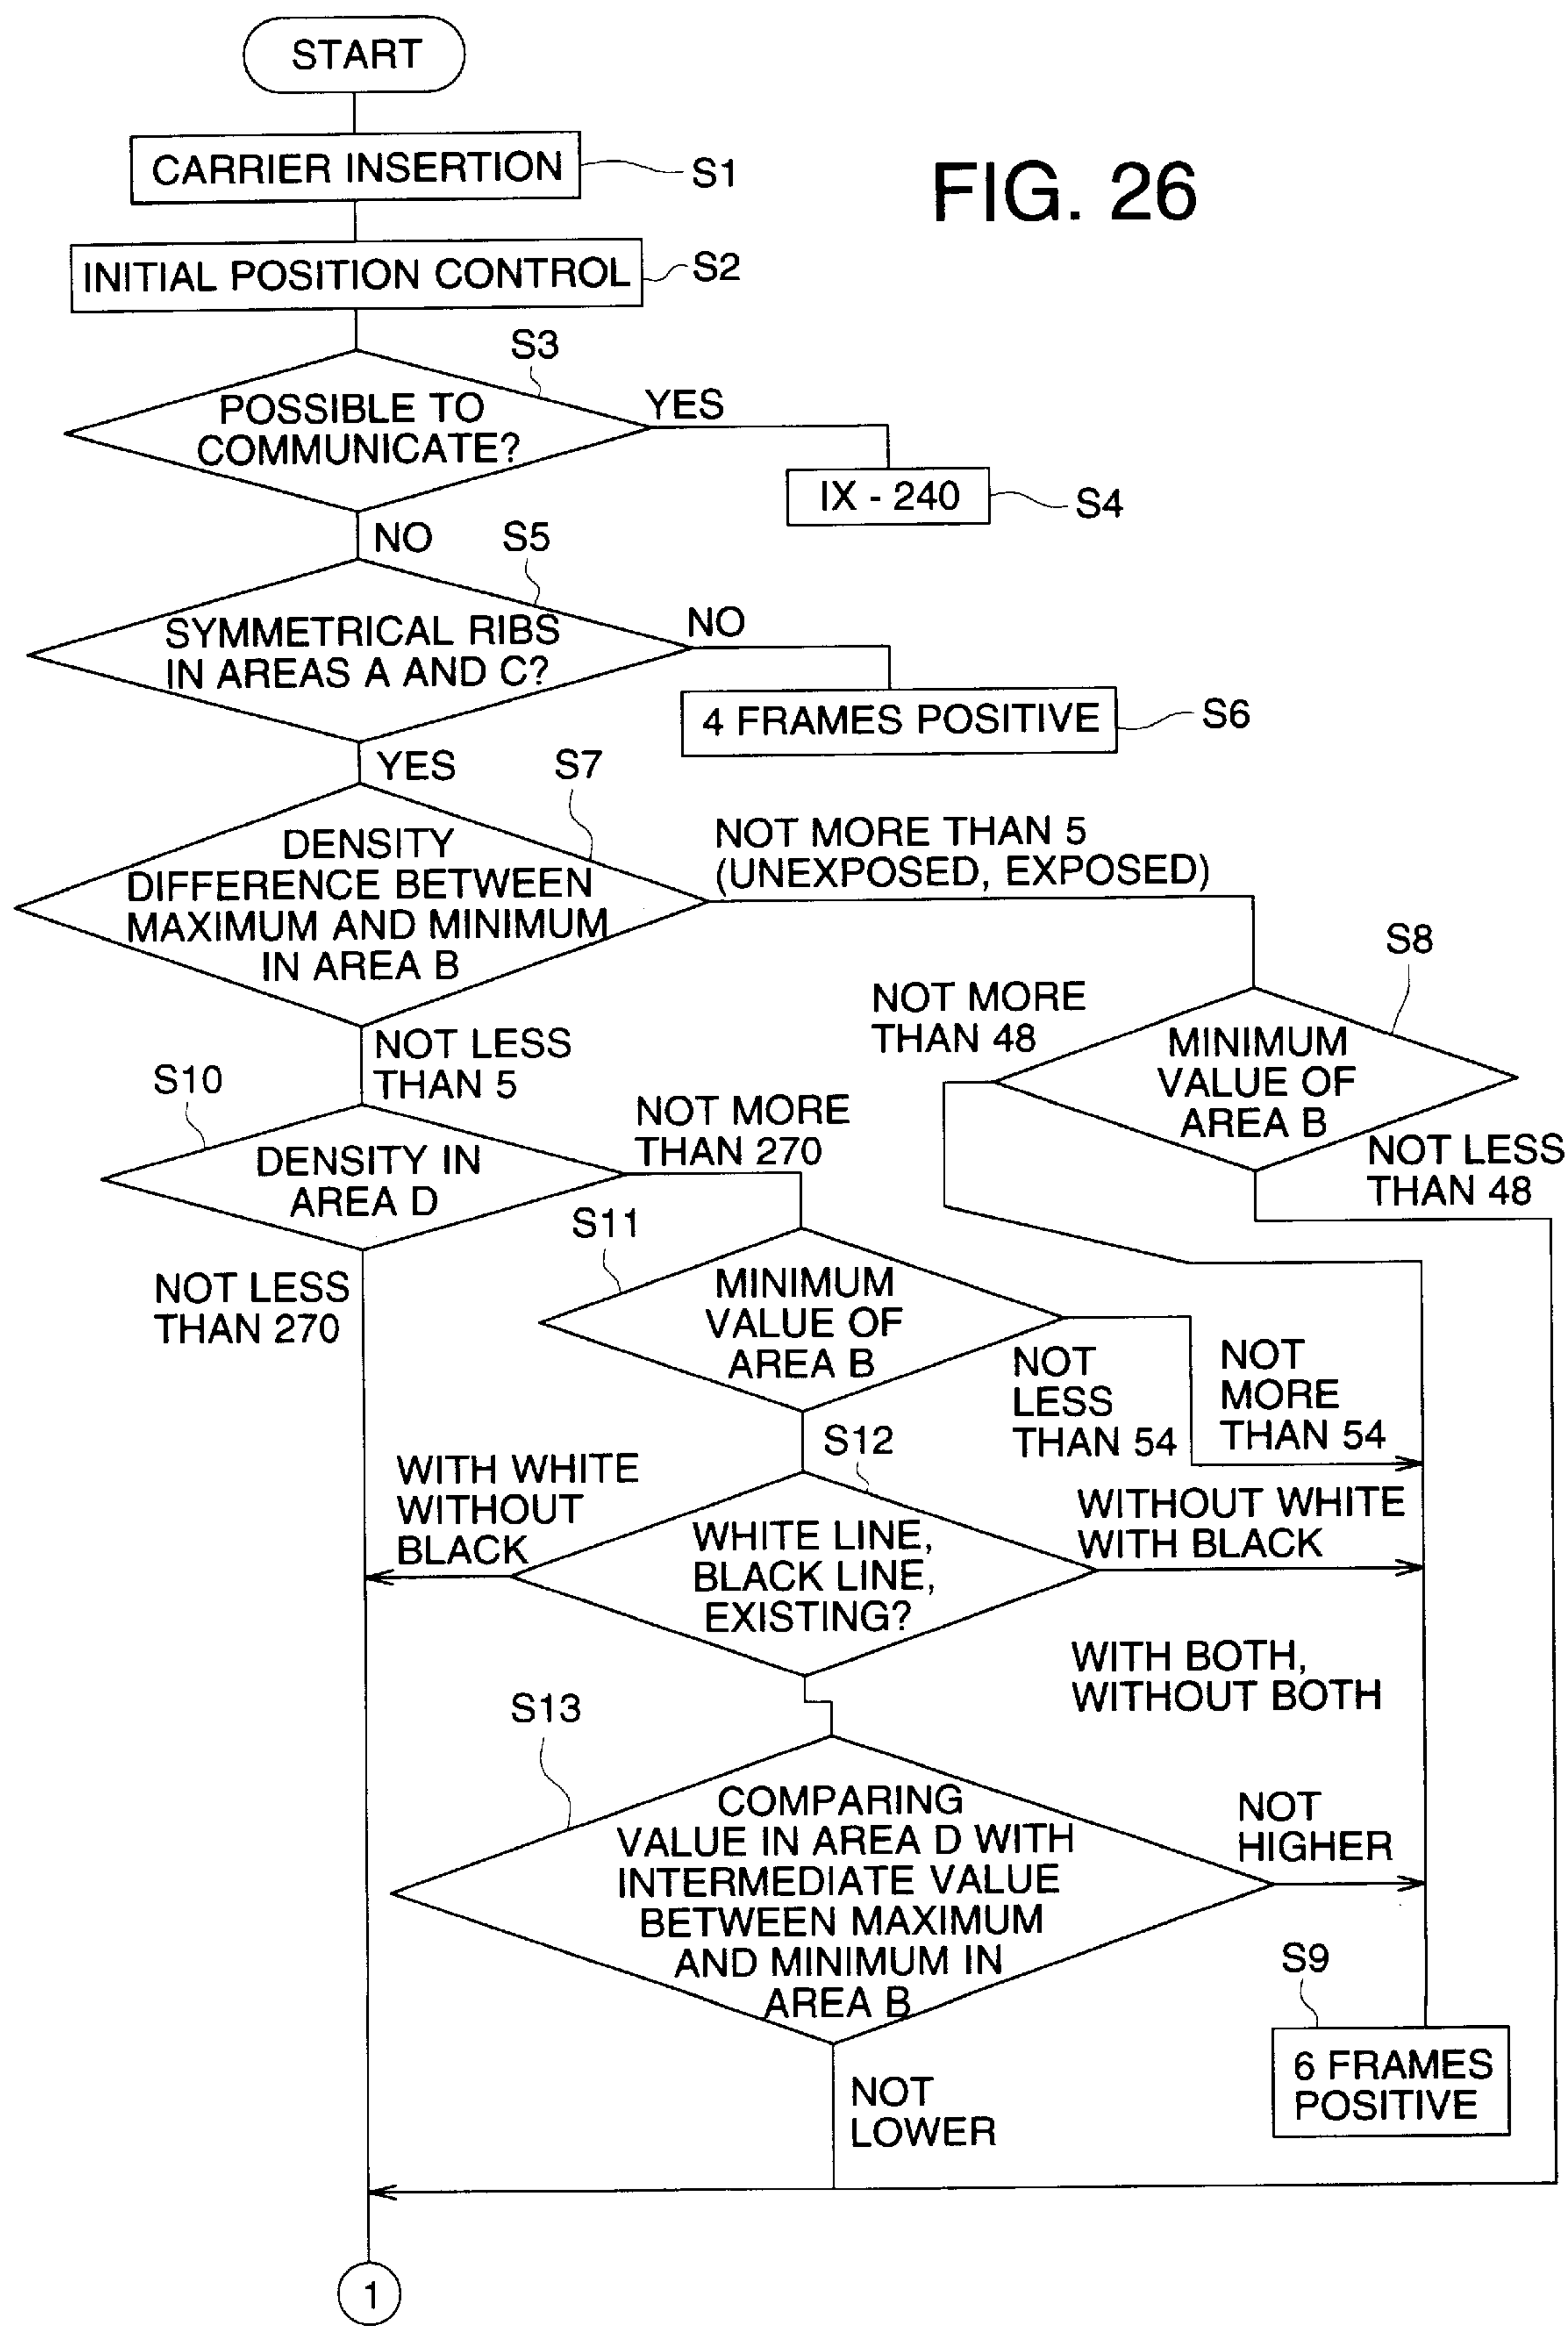 START
CARRIER INSERTION
S1
FIG. 26
INITIAL POSITION CONTROL
S2
S3
POSSIBLE TO
COMMUNICATE?
YES
IX - 240
S4
NO
S5
SYMMETRICAL RIBS
IN AREAS A AND C?
NO
4 FRAMES POSITIVE
S6
YES
S7
DENSITY
DIFFERENCE BETWEEN
MAXIMUM AND MINIMUM
IN AREA B
NOT MORE THAN 5
(UNEXPOSED, EXPOSED)
S8
NOT MORE
THAN 48
MINIMUM
VALUE OF
AREA B
NOT LESS
THAN 48
NOT LESS
THAN 5
S10
DENSITY IN
AREA D
NOT MORE
THAN 270
NOT LESS
THAN 270
S11
MINIMUM
VALUE OF
AREA B
NOT
LESS
THAN 54
NOT
MORE
THAN 54
S12
WITH WHITE
WITHOUT
BLACK
WHITE LINE,
BLACK LINE,
EXISTING?
WITHOUT WHITE
WITH BLACK
WITH BOTH,
WITHOUT BOTH
S13
COMPARING
VALUE IN AREA D WITH
INTERMEDIATE VALUE
BETWEEN MAXIMUM
AND MINIMUM IN
AREA B
NOT
HIGHER
S9
6 FRAMES
POSITIVE
NOT
LOWER
1